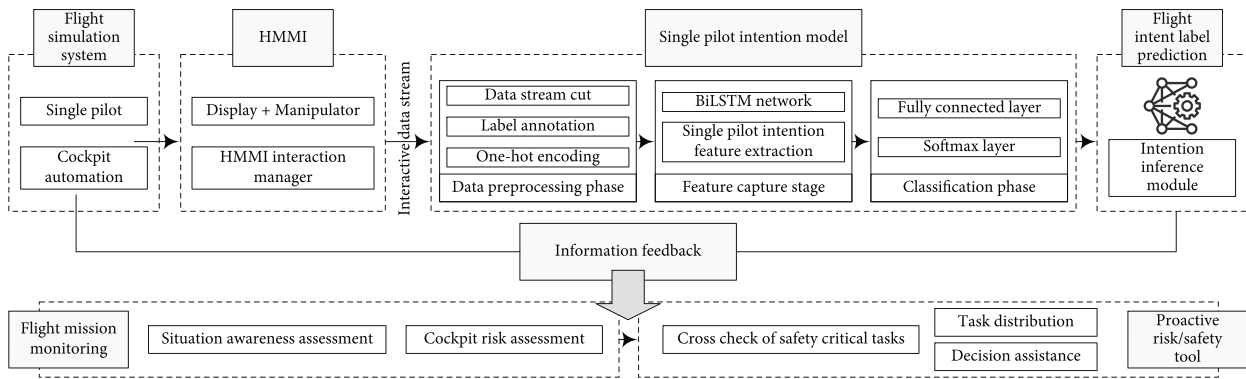 Flight
simulation
system
Single pilot
Cockpit
automation
HMMI
Display + Manipulator
HMMI interaction
manager
Interactive data stream
Single pilot intention model
Data stream cut
Label annotation
One-hot encoding
Data preprocessing phase
BiLSTM network
Single pilot intention
feature extraction
Feature capture stage
Fully connected layer
Softmax layer
Classification phase
Flight
intent label
prediction
Intention
inference
module
Information feedback
Flight mission
monitoring
Situation awareness assessment
Cockpit risk assessment
Cross check of safety critical tasks
Task distribution
Decision assistance
Proactive
risk/safety
tool